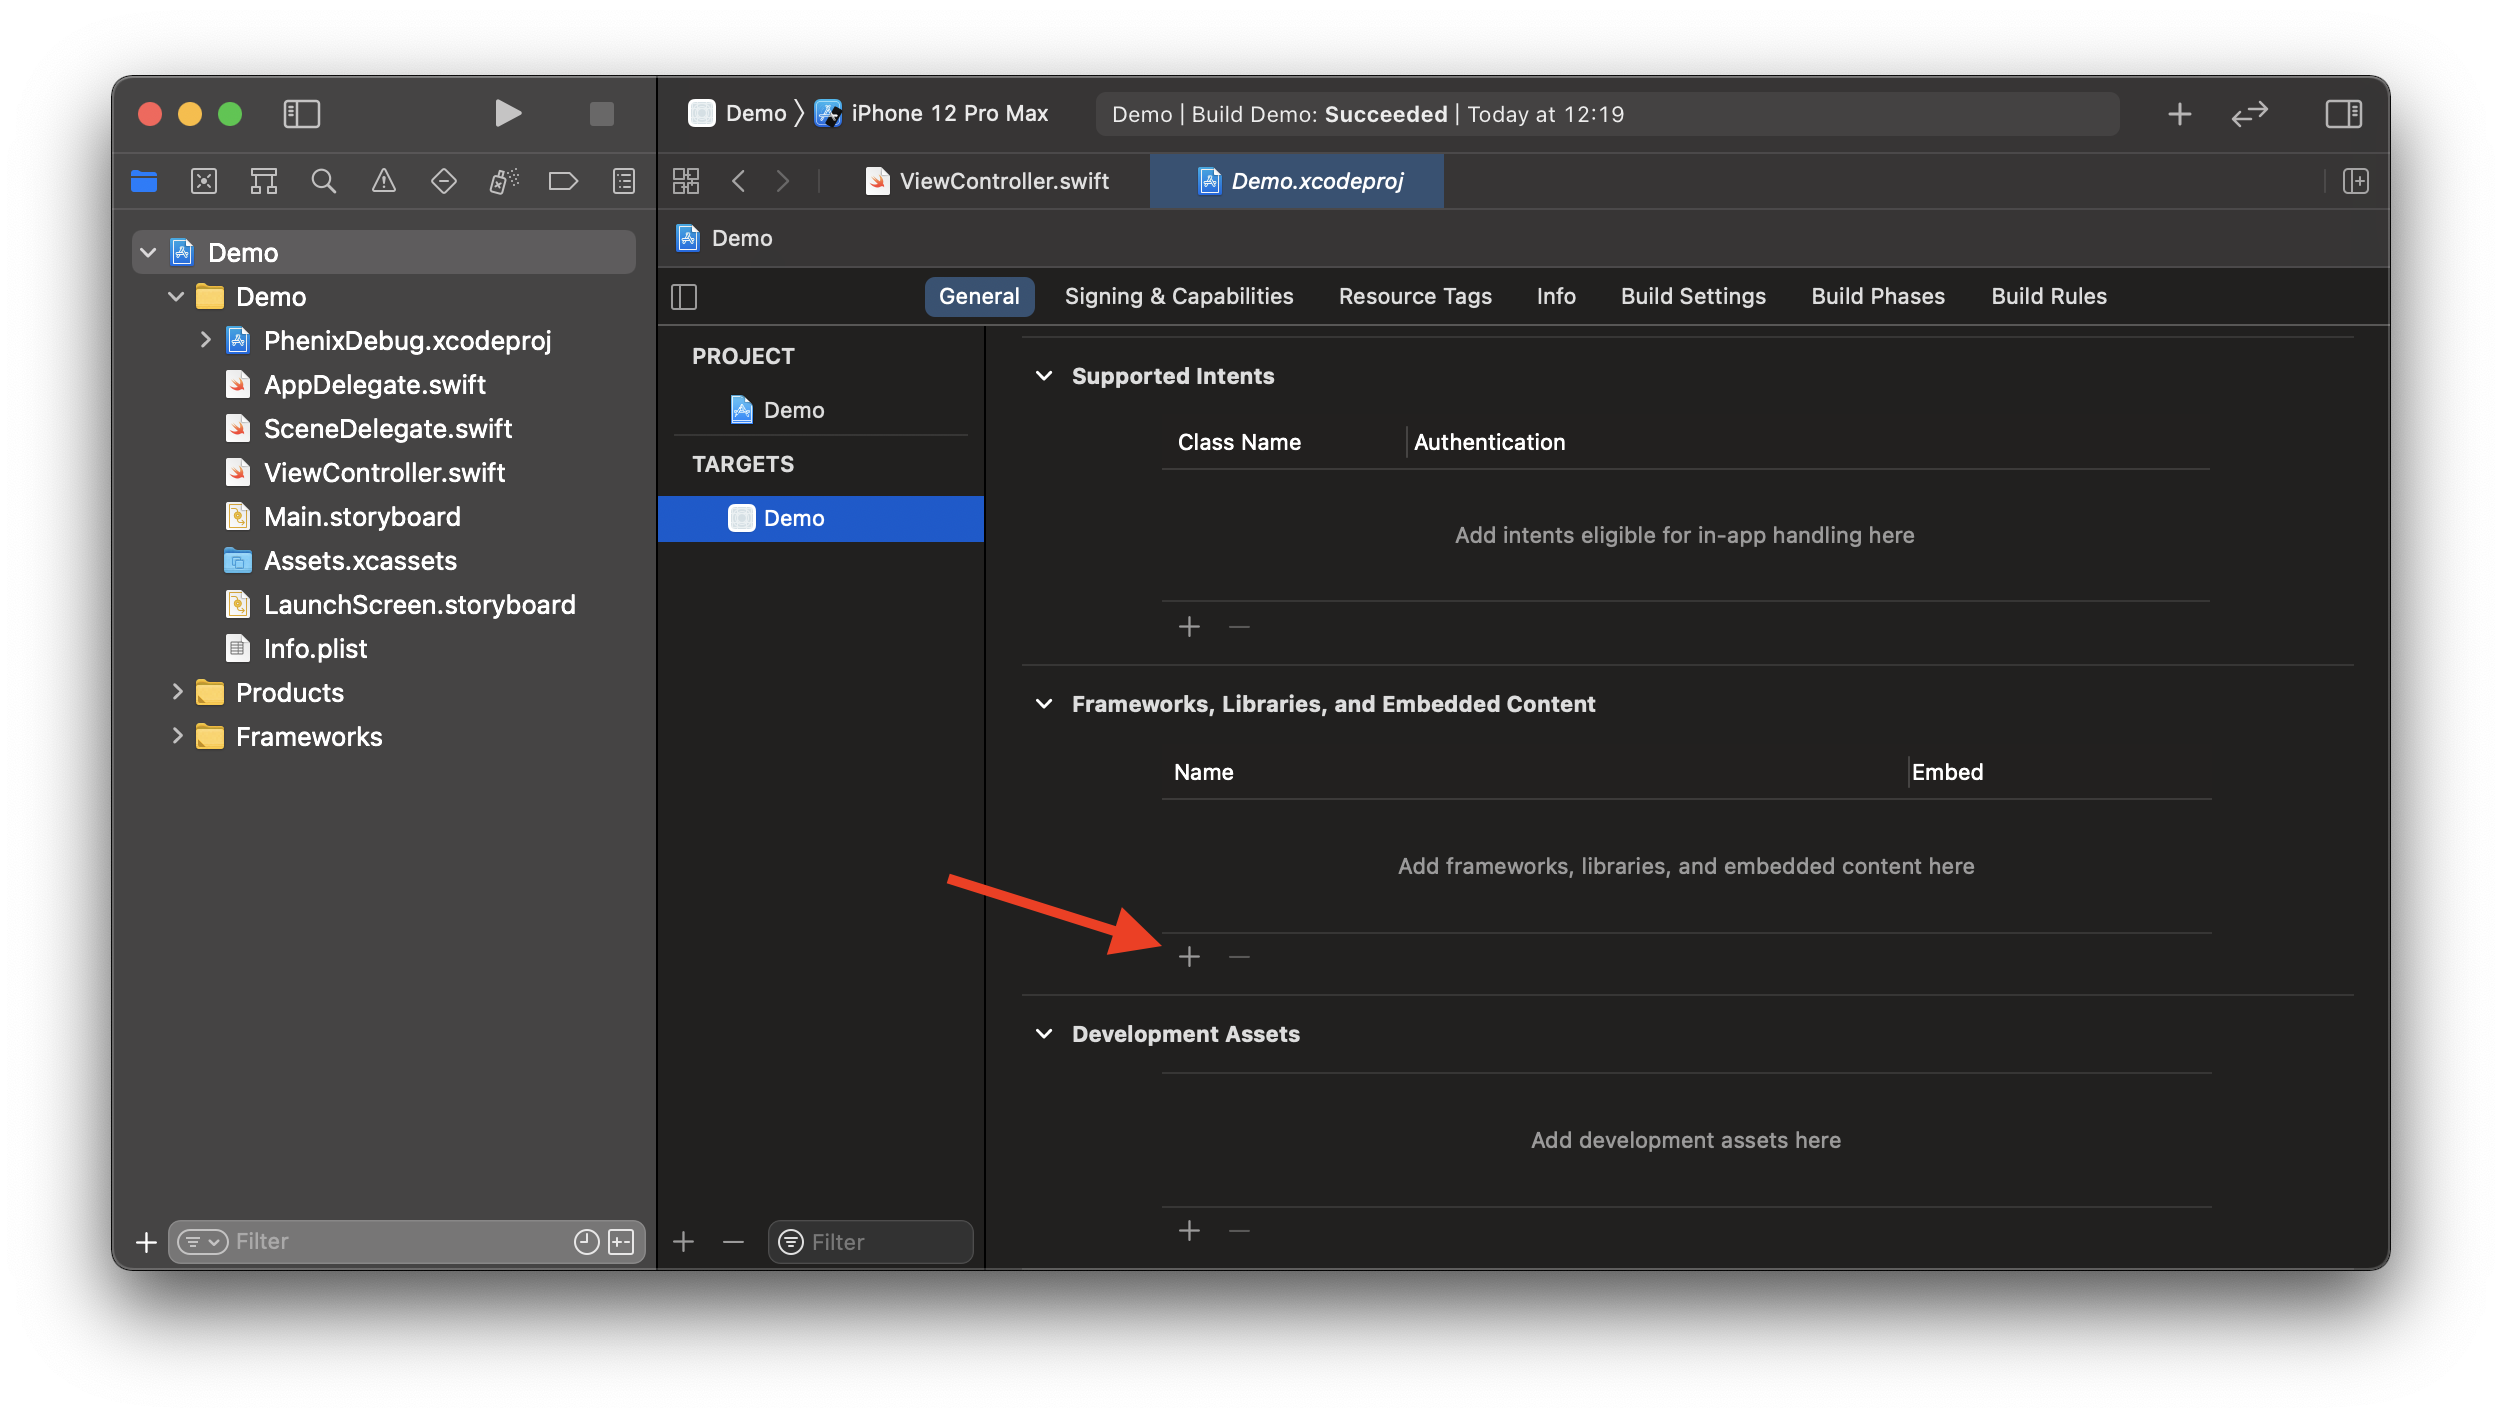 Demo
iPhone 12 Pro Max
Demo | Build Demo: Succeeded | Today at 12:19
ViewController.swift
Demo.xcodeproj
Demo
Demo
PhenixDebug.xcodeproj
AppDelegate.swift
SceneDelegate.swift
ViewController.swift
Main.storyboard
Assets.xcassets
LaunchScreen.storyboard
Info.plist
Products
Frameworks
Filter
Demo
General
Signing & Capabilities
Resource Tags
Info
Build Settings
Build Phases
Build Rules
PROJECT
Demo
TARGETS
Demo
Filter
Supported Intents
Class Name
Authentication
Add intents eligible for in-app handling here
Frameworks, Libraries, and Embedded Content
Name
Embed
Add frameworks, libraries, and embedded content here
Development Assets
Add development assets here